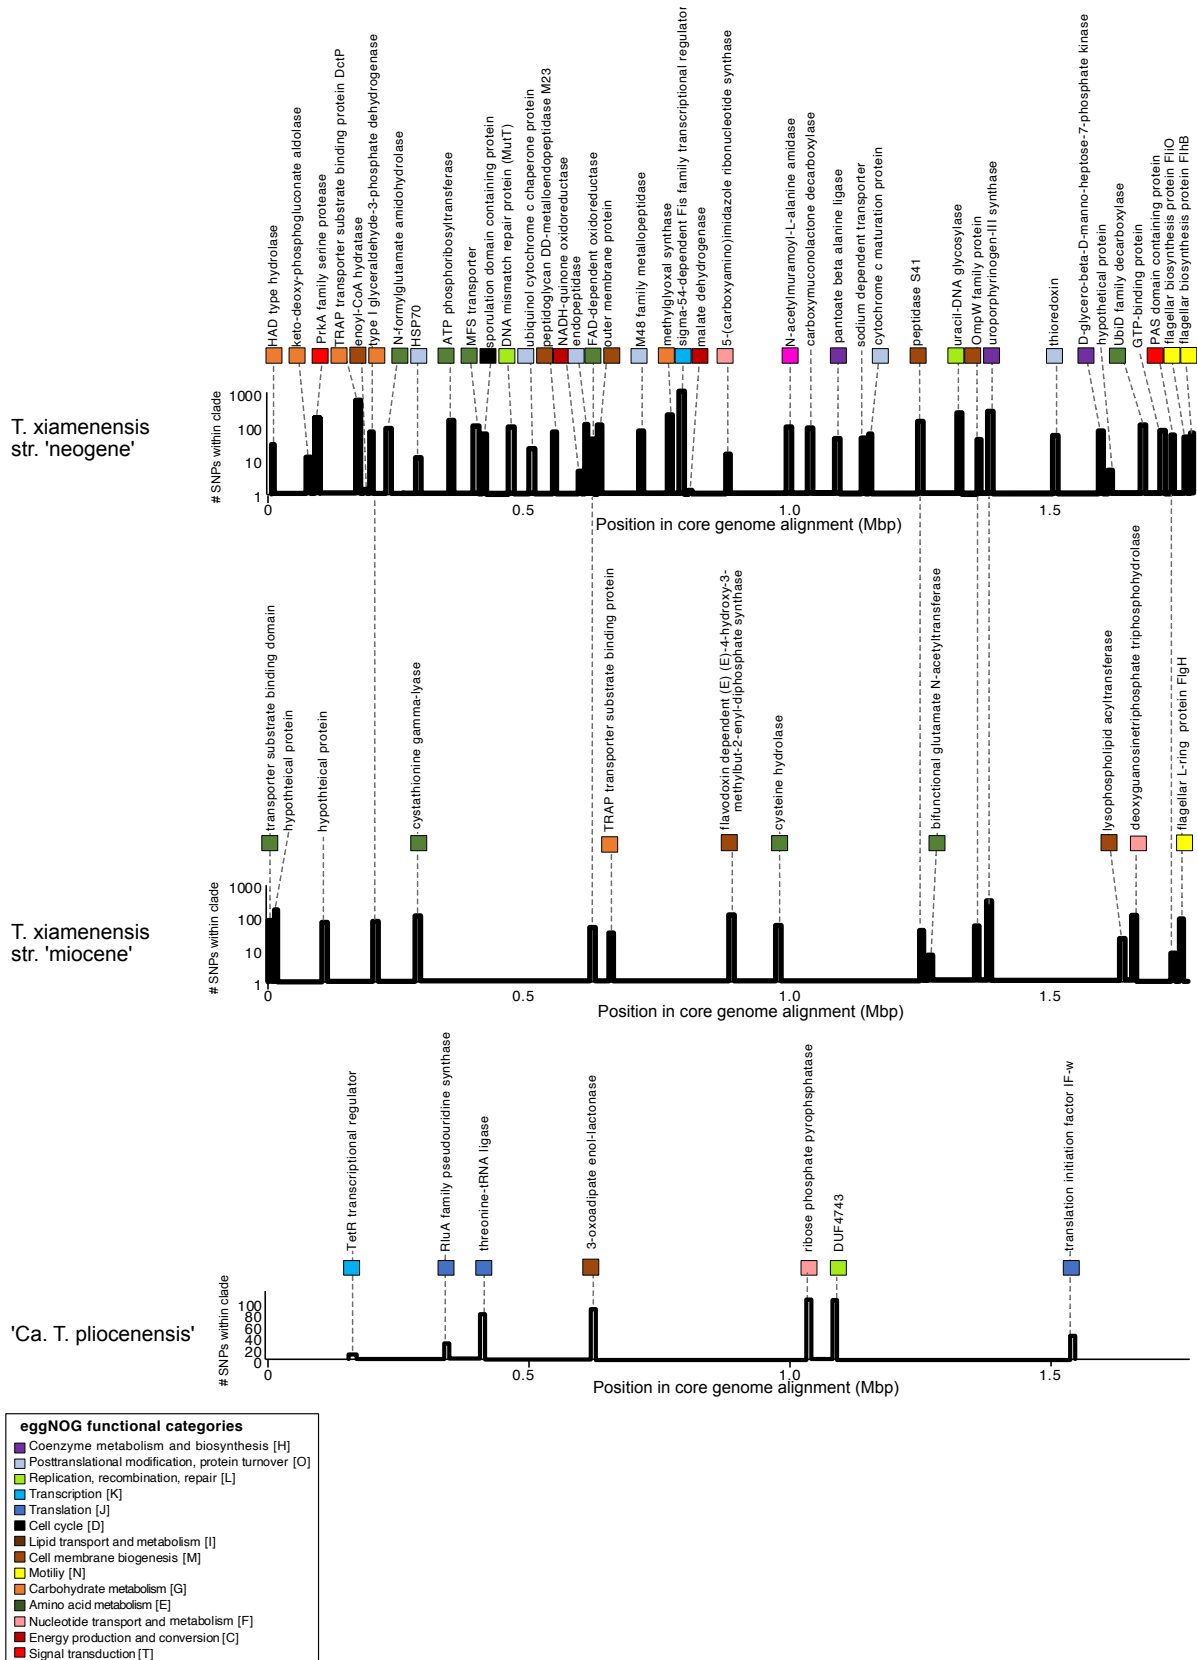 HAD type hydrolase
keto-deoxy-phosphogluconate aldolase
PrkA family serine protease
TRAP transporter substrate binding protein DctP
enoyl-CoA hydratase
type I glyceraldehyde-3-phosphate dehydrogenase
N-formylglutamate amidohydrolase
HSP70
ATP phosphoribosyltransferase
MFS transporter
sporulation domain containing protein
DNA mismatch repair protein (MutT)
ubiquinol cytochrome c chaperone protein
peptidoglycan DD-metalloendopeptidase M23
NADH-quinone oxidoreductase
endopeptidase
FAD-dependent oxidoreductase
outer membrane protein
M48 family metallopeptidase
methylglyoxal synthase
sigma-54-dependent Fis family transcriptional regulator
malate dehydrogenase
5-(carboxyamino)imidazole ribonucleotide synthase
N-acetylmuramoyl-L-alanine amidase
carboxymuconolactone decarboxylase
pantoate beta alanine ligase
sodium dependent transporter
cytochrome c maturation protein
peptidase S41
uracil-DNA glycosylase
OmpW family protein
uroporphyrinogen-III synthase
thioredoxin
D-glycero-beta-D-manno-heptose-7-phosphate kinase
hypothetical protein
UbiD family decarboxylase
GTP-binding protein
PAS domain containing protein
flagellar biosynthesis protein FliO
flagellar biosynthesis protein FlhB
T. xiamenensis
str. 'neogene'
# SNPs within clade
1000
100
10
1
0
0.5
1.0
1.5
Position in core genome alignment (Mbp)
transporter substrate binding domain
hypothteical protein
hypothteical protein
cystathionine gamma-lyase
TRAP transporter substrate binding protein
flavodoxin dependent (E) (E)-4-hydroxy-3-
methylbut-2-enyl-diphosphate synthase
cysteine hydrolase
bifunctional glutamate N-acetyltransferase
lysophospholipid acyltransferase
deoxyguanosinetriphosphate triphosphohydrolase
flagellar L-ring protein FlgH
T. xiamenensis
str. 'miocene'
# SNPs within clade
1000
100
10
1
0
0.5
1.0
1.5
Position in core genome alignment (Mbp)
TetR transcriptional regulator
RluA family pseudouridine synthase
threonine-tRNA ligase
3-oxoadipate enol-lactonase
ribose phosphate pyrophsphatase
DUF4743
translation initiation factor IF-w
'Ca. T. pliocenensis'
# SNPs within clade
100
80
60
40
20
0
0
0.5
1.0
1.5
Position in core genome alignment (Mbp)
eggNOG functional categories
Coenzyme metabolism and biosynthesis [H]
Posttranslational modification, protein turnover [O]
Replication, recombination, repair [L]
Transcription [K]
Translation [J]
Cell cycle [D]
Lipid transport and metabolism [I]
Cell membrane biogenesis [M]
Motiliy [N]
Carbohydrate metabolism [G]
Amino acid metabolism [E]
Nucleotide transport and metabolism [F]
Energy production and conversion [C]
Signal transduction [T]